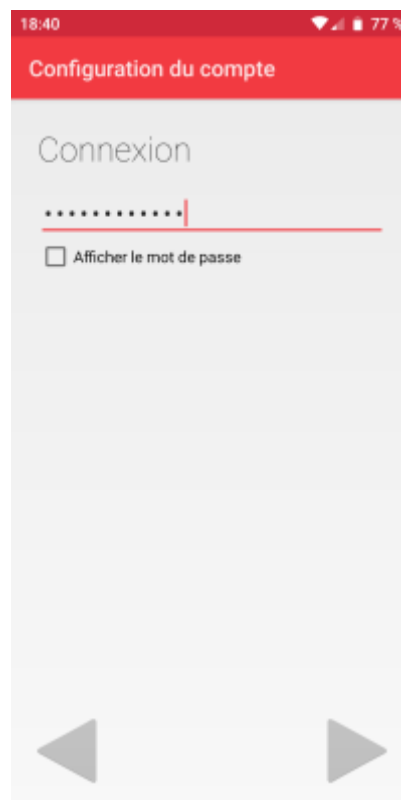 18:40 77 %
Configuration du compte
Connexion
••••••••••••
Afficher le mot de passe